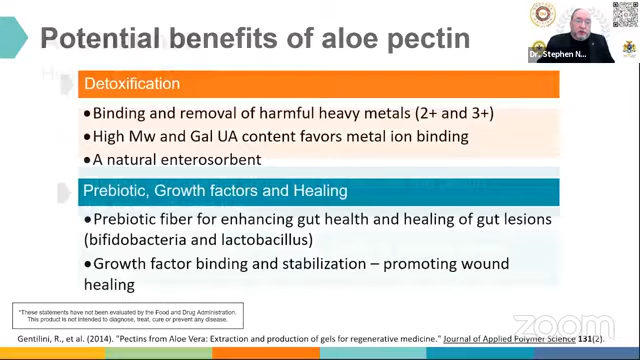 Potential benefits of aloe pectin
Dr. Stephen N...
Detoxification
•Binding and removal of harmful heavy metals (2+ and 3+)
•High Mw and Gal UA content favors metal ion binding
•A natural enterosorbent
Prebiotic, Growth factors and Healing
•Prebiotic fiber for enhancing gut health and healing of gut lesions
(bifidobacteria and lactobacillus)
•Growth factor binding and stabilization – promoting wound
healing
*These statements have not been evaluated by the Food and Drug Administration.
This product is not intended to diagnose, treat, cure or prevent any disease.
zoom
Gentilini, R., et al. (2014). "Pectins from Aloe Vera: Extraction and production of gels for regenerative medicine." Journal of Applied Polymer Science 131(2).